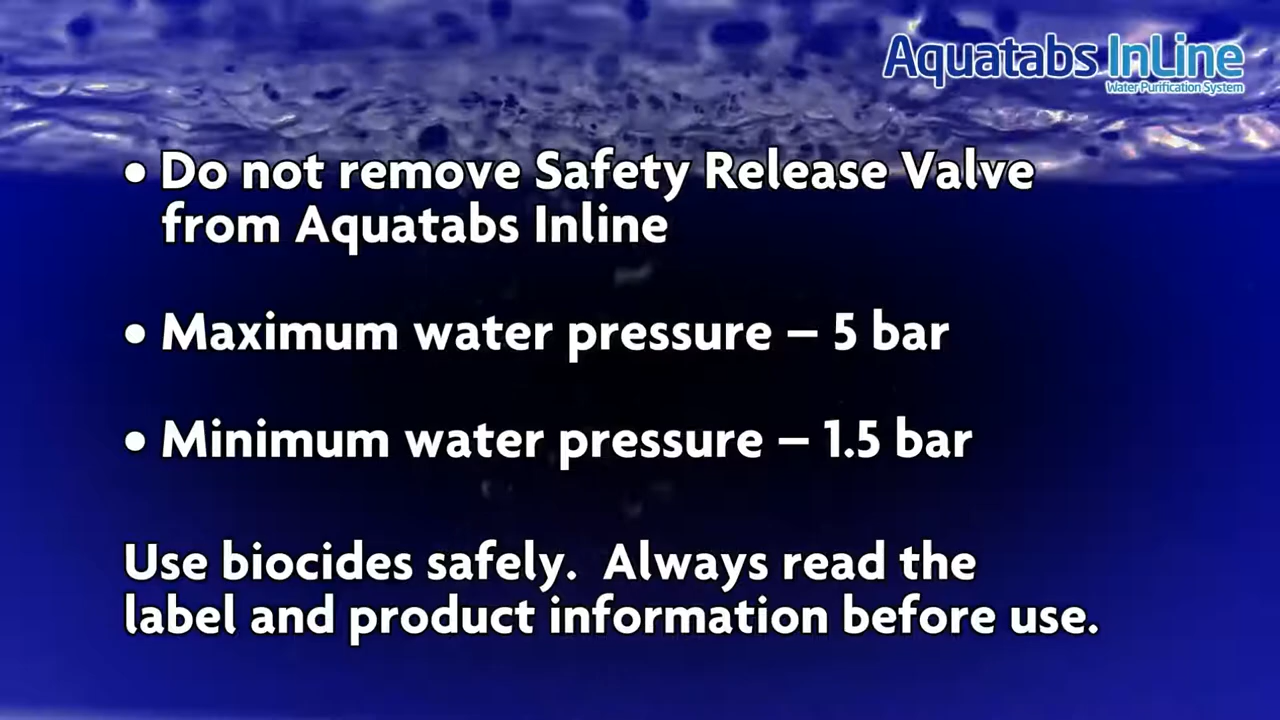 Aquatabs InLine
Water Purification System
• Do not remove Safety Release Valve
from Aquatabs Inline
• Maximum water pressure – 5 bar
• Minimum water pressure – 1.5 bar
Use biocides safely.  Always read the
label and product information before use.